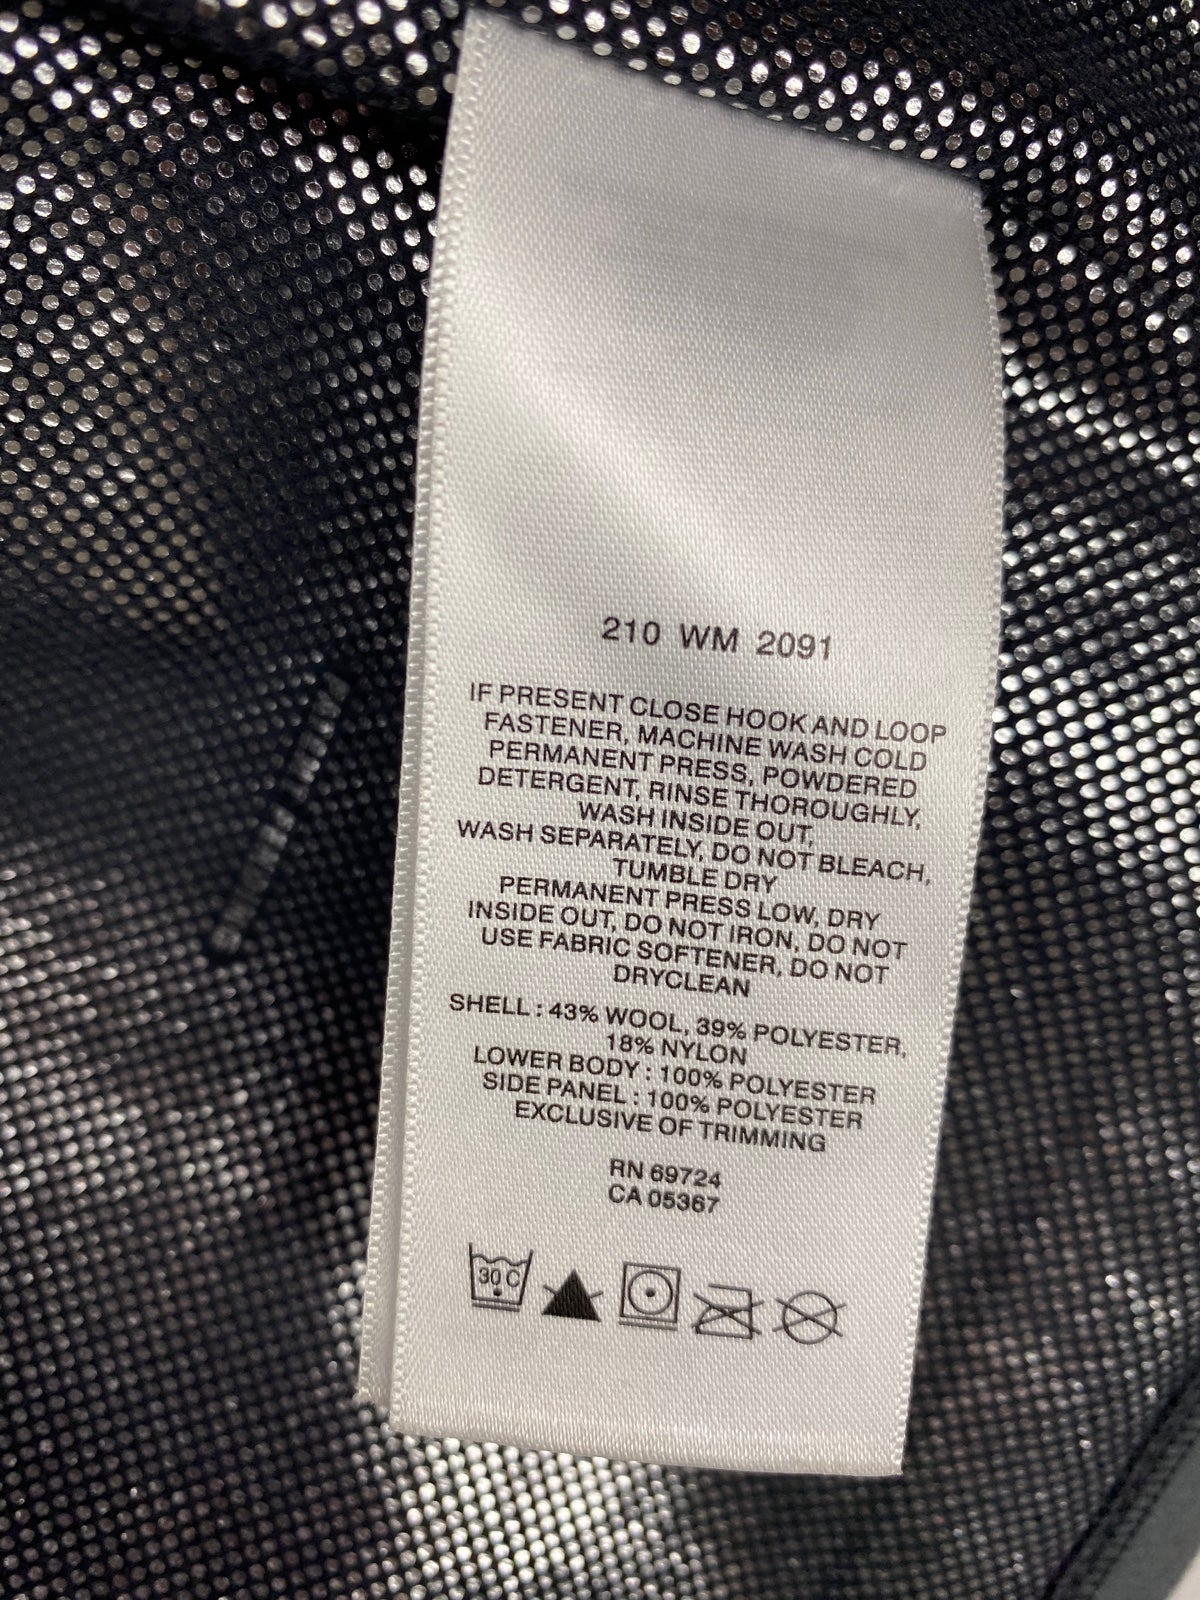 210 WM 2091
IF PRESENT CLOSE HOOK AND LOOP
FASTENER, MACHINE WASH COLD
PERMANENT PRESS, POWDERED
DETERGENT, RINSE THOROUGHLY,
WASH INSIDE OUT,
WASH SEPARATELY, DO NOT BLEACH,
TUMBLE DRY
PERMANENT PRESS LOW, DRY
INSIDE OUT, DO NOT IRON, DO NOT
USE FABRIC SOFTENER, DO NOT
DRYCLEAN
SHELL : 43% WOOL, 39% POLYESTER,
18% NYLON
LOWER BODY : 100% POLYESTER
SIDE PANEL : 100% POLYESTER
EXCLUSIVE OF TRIMMING
RN 69724
CA 05367
30 C